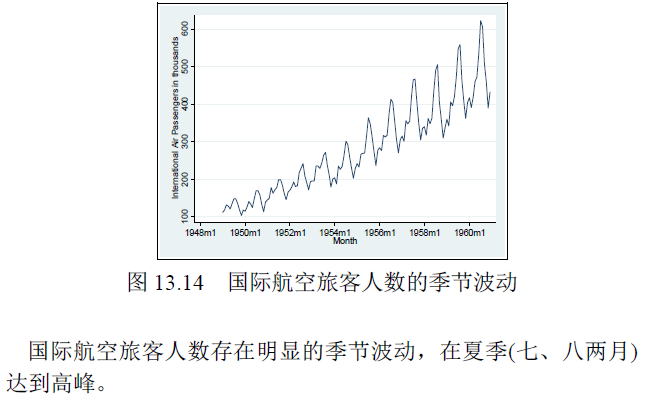 600
500
400
300
200
100
International Air Passengers in thousands
1948m1 1950m1 1952m1 1954m1 1956m1 1958m1 1960m1
Month
图 13.14 国际航空旅客人数的季节波动
国际航空旅客人数存在明显的季节波动，在夏季(七、八两月)
达到高峰。